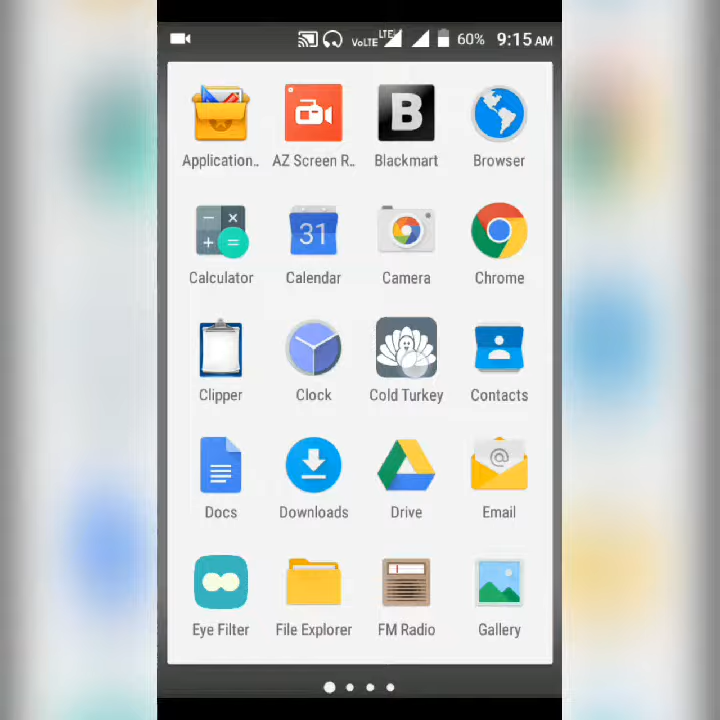 VoLTE LTE 60% 9:15 AM
Application.. AZ Screen R.. Blackmart Browser
Calculator Calendar Camera Chrome
Clipper Clock Cold Turkey Contacts
Docs Downloads Drive Email
Eye Filter File Explorer FM Radio Gallery
B
31
@